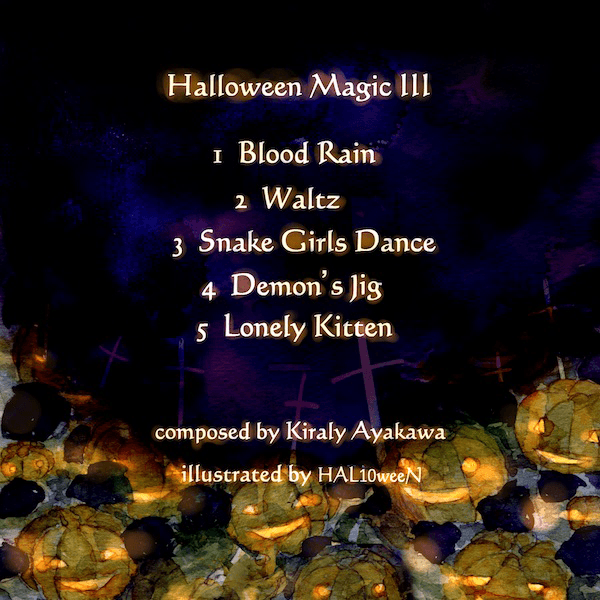 Halloween Magic III
1 Blood Rain
2 Waltz
3 Snake Girls Dance
4 Demon's Jig
5 Lonely Kitten
composed by Kiraly Ayakawa
illustrated by HAL10weeN